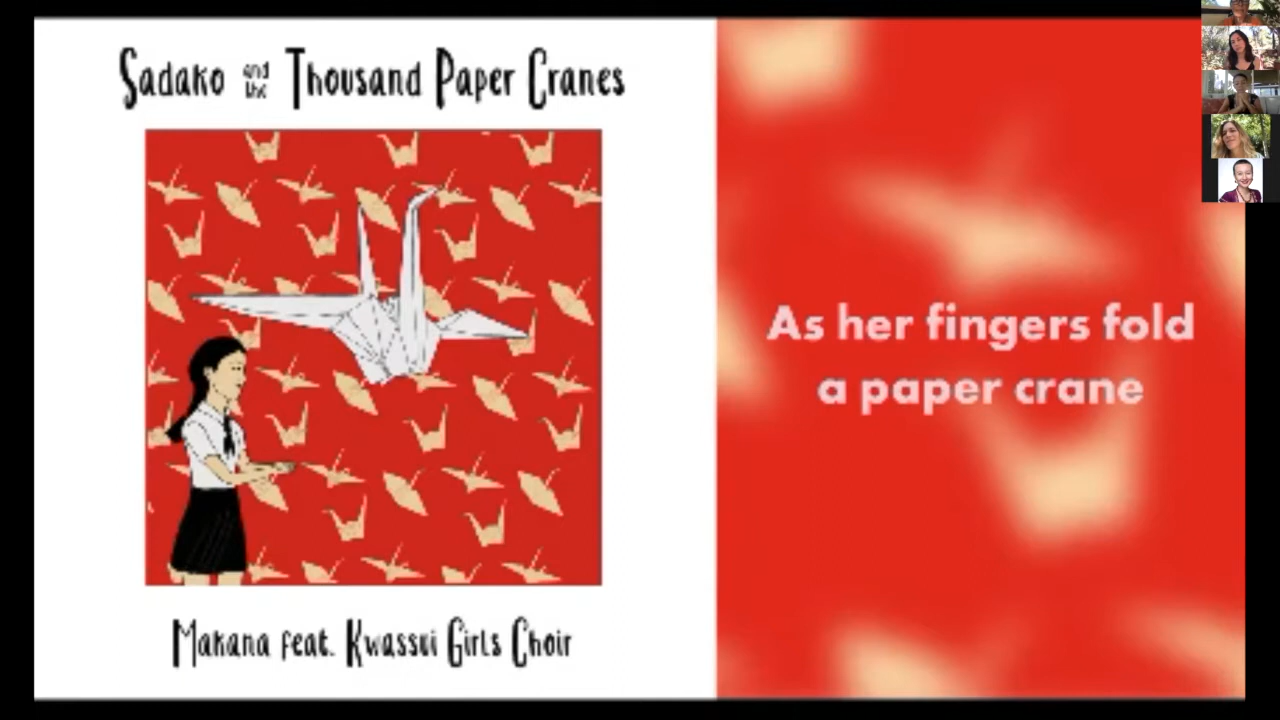 Sadako and the Thousand Paper Cranes
Makana feat. Kwassui Girls Choir
As her fingers fold
a paper crane